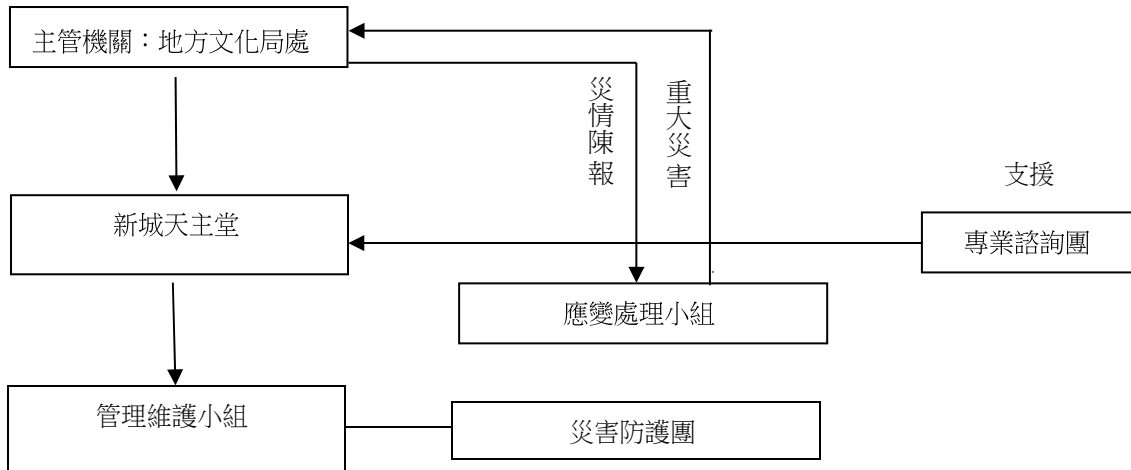 主管機關：地方文化局處
災情陳報
重大災害
支援
新城天主堂
專業諮詢團
應變處理小組
管理維護小組
災害防護團